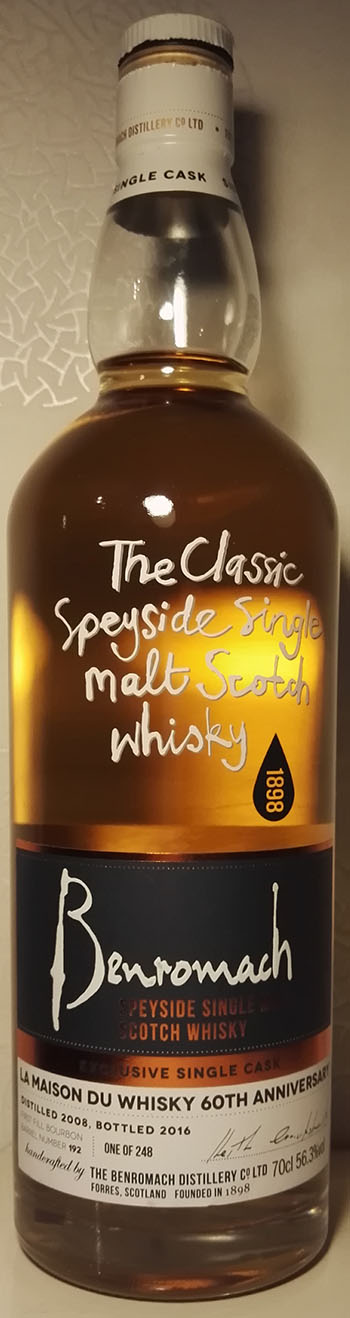 BENROMACH DISTILLERY Cº LTD •
SINGLE CASK
The Classic
Speyside Single
Malt Scotch
Whisky
1898
Benromach
SPEYSIDE SINGLE
SCOTCH WHISKY
EXCLUSIVE SINGLE CASK
LA MAISON DU WHISKY 60TH ANNIVERSARY
DISTILLED 2008, BOTTLED 2016
FIRST FILL BOURBON
BARREL NUMBER 192
ONE OF 248
handcrafted by THE BENROMACH DISTILLERY Cº LTD 70cl 56.3%vol
FORRES, SCOTLAND FOUNDED IN 1898